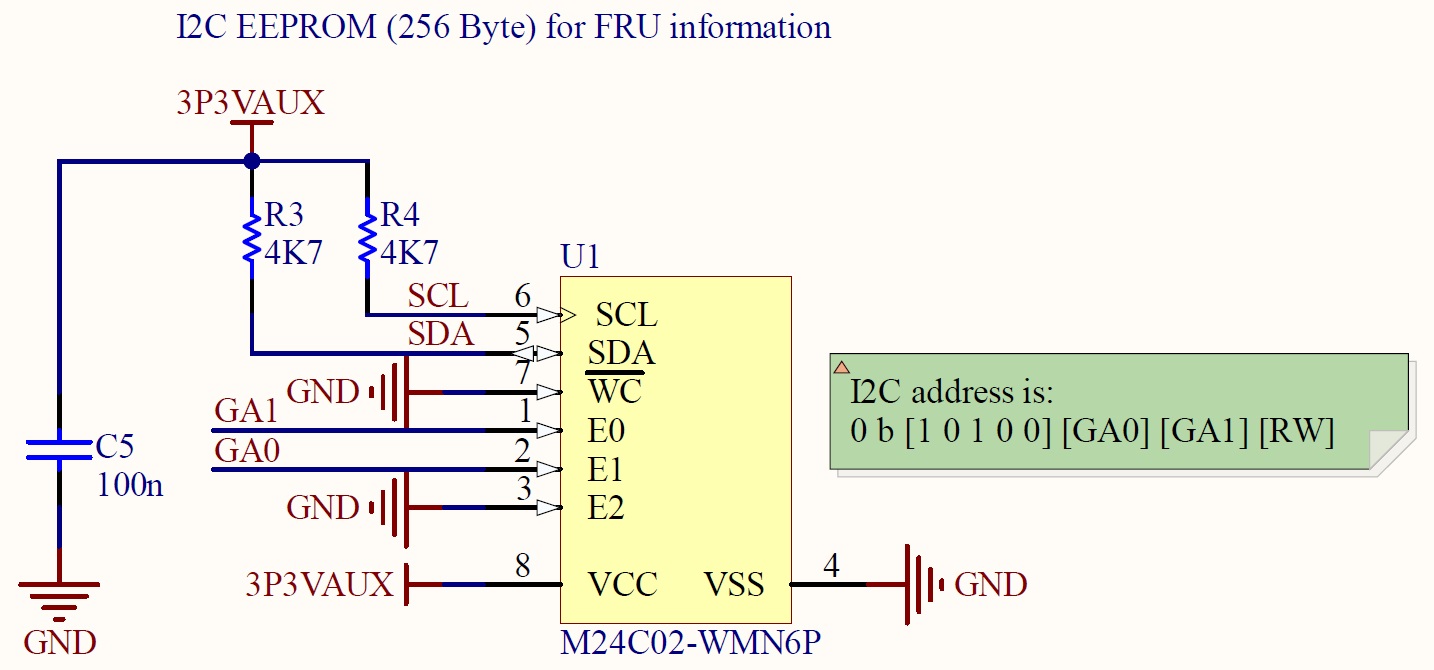 I2C EEPROM (256 Byte) for FRU information
3P3VAUX
R3
4K7
R4
4K7
U1
SCL
6
SCL
SDA
5
SDA
GND
7
WC
GA1
1
E0
GA0
2
E1
GND
3
E2
C5
100n
3P3VAUX
8
VCC
VSS
4
GND
GND
M24C02-WMN6P
I2C address is:
0 b [1 0 1 0 0] [GA0] [GA1] [RW]